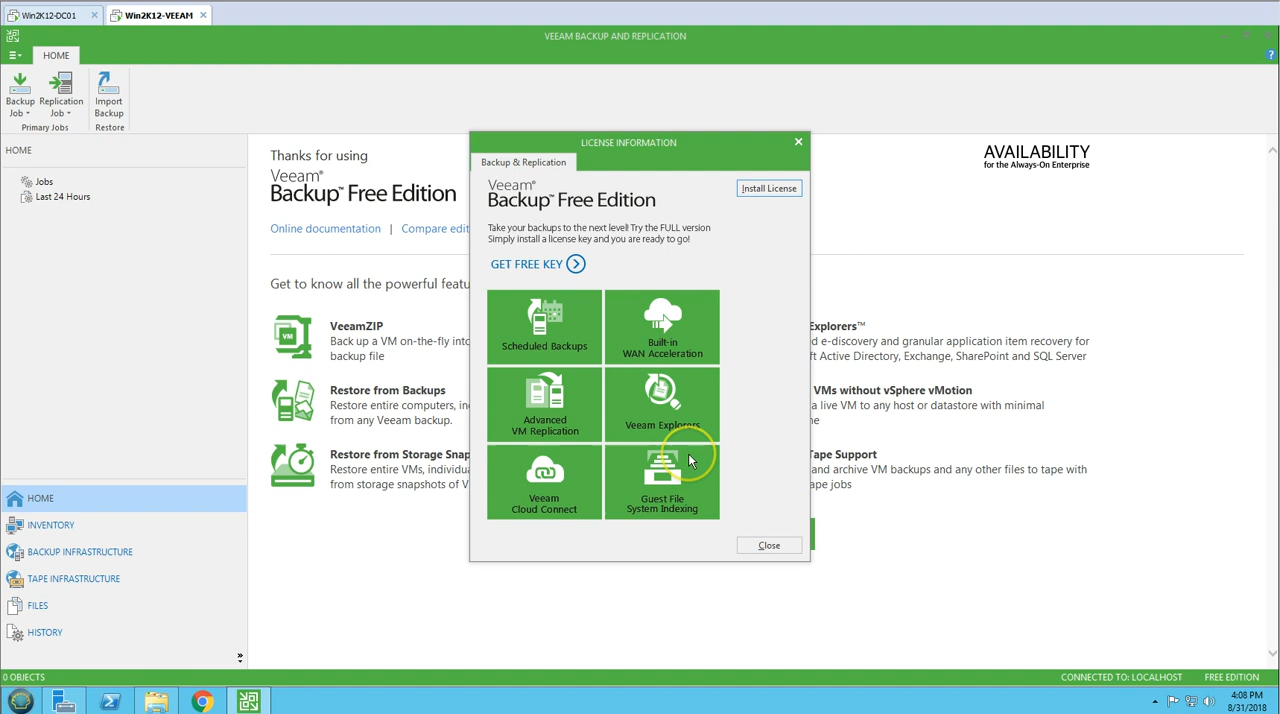 Win2K12-DC01
Win2K12-VEEAM
VEEAM BACKUP AND REPLICATION
HOME
Backup Job
Replication Job
Import Backup
Primary Jobs
Restore
HOME
Jobs
Last 24 Hours
HOME
INVENTORY
BACKUP INFRASTRUCTURE
TAPE INFRASTRUCTURE
FILES
HISTORY
Thanks for using
Veeam®
Backup™ Free Edition
Online documentation | Compare edit
AVAILABILITY
for the Always-On Enterprise
Get to know all the powerful featu
VM
VeeamZIP
Back up a VM on-the-fly into
backup file
Restore from Backups
Restore entire computers, in
from any Veeam backup.
Restore from Storage Snap
Restore entire VMs, individua
from storage snapshots of V
Explorers™
d e-discovery and granular application item recovery for
ft Active Directory, Exchange, SharePoint and SQL Server
VMs without vSphere vMotion
a live VM to any host or datastore with minimal
ne
Tape Support
and archive VM backups and any other files to tape with
ape jobs
LICENSE INFORMATION
Backup & Replication
Veeam®
Backup™ Free Edition
Install License
Take your backups to the next level! Try the FULL version
Simply install a license key and you are ready to go!
GET FREE KEY
Scheduled Backups
Built-in
WAN Acceleration
Advanced
VM Replication
Veeam Explorers
Veeam
Cloud Connect
Guest File
System Indexing
Close
0 OBJECTS
CONNECTED TO: LOCALHOST
FREE EDITION
4:08 PM
8/31/2018